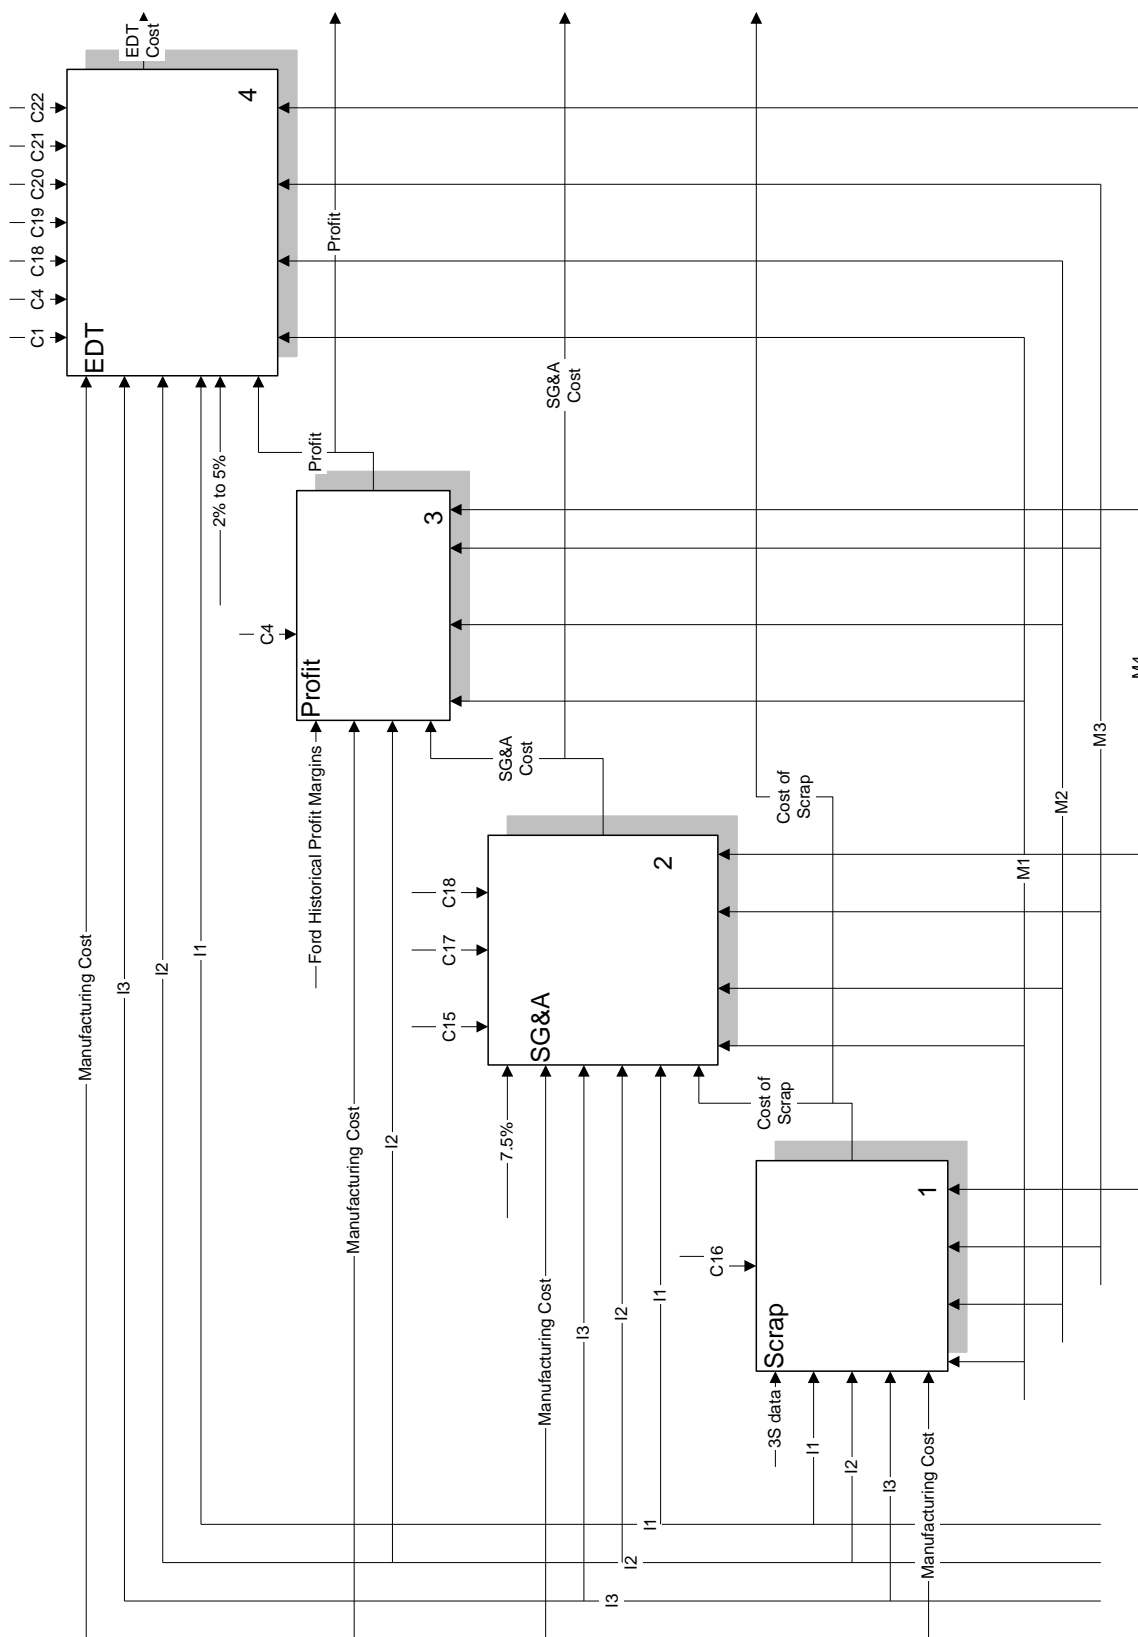 EDT
Cost
C22
C21
C20
C19
C18
C4
C1
4
EDT
Profit
SG&A
Cost
Profit
2% to 5%
3
C4
Profit
M4
Manufacturing Cost
I3
I2
I1
Ford Historical Profit Margins
SG&A
Cost
Cost of
Scrap
M3
M2
M1
2
C18
C17
C15
SG&A
Manufacturing Cost
I2
7.5%
Cost of
Scrap
1
C16
Scrap
Manufacturing Cost
I3
I2
I1
3S data
I1
I2
I3
Manufacturing Cost
I1
I2
I3